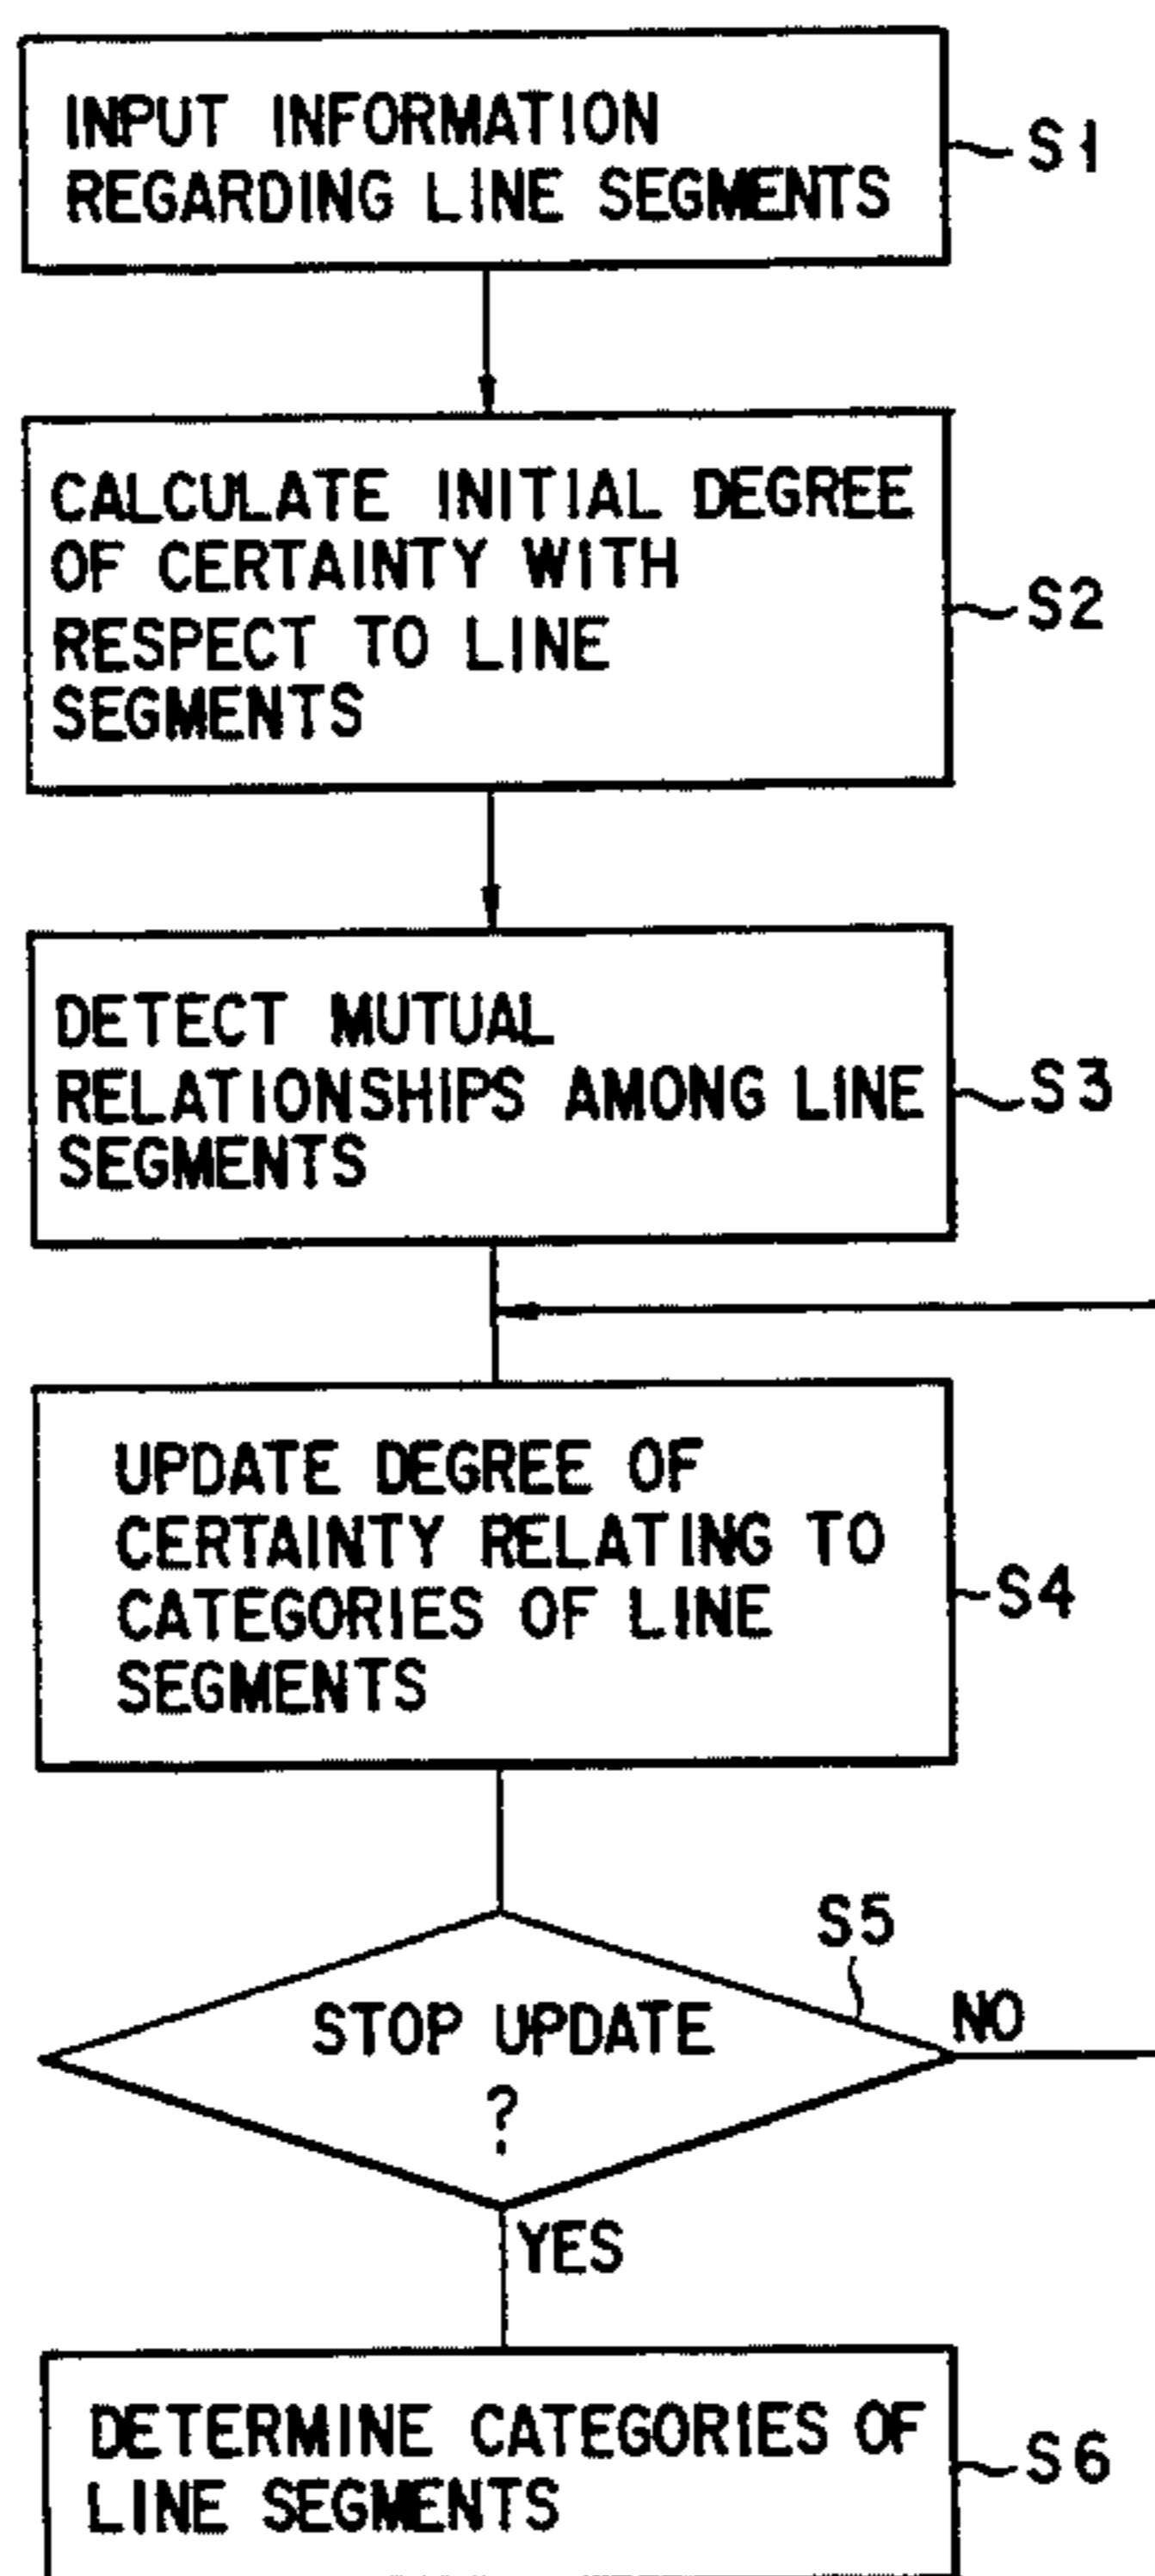 INPUT INFORMATION
REGARDING LINE SEGMENTS
S1
CALCULATE INITIAL DEGREE
OF CERTAINTY WITH
RESPECT TO LINE
SEGMENTS
S2
DETECT MUTUAL
RELATIONSHIPS AMONG LINE
SEGMENTS
S3
UPDATE DEGREE OF
CERTAINTY RELATING TO
CATEGORIES OF LINE
SEGMENTS
S4
S5
STOP UPDATE
?
NO
YES
DETERMINE CATEGORIES OF
LINE SEGMENTS
S6